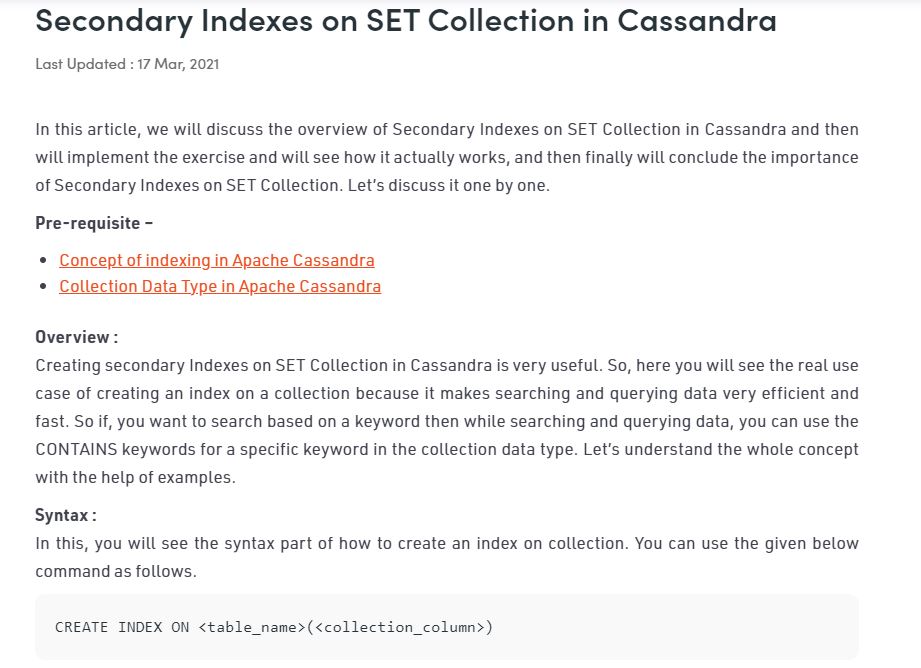 Secondary Indexes on SET Collection in Cassandra
Last Updated : 17 Mar, 2021
In this article, we will discuss the overview of Secondary Indexes on SET Collection in Cassandra and then
will implement the exercise and will see how it actually works, and then finally will conclude the importance
of Secondary Indexes on SET Collection. Let's discuss it one by one.
Pre-requisite –
• Concept of indexing in Apache Cassandra
• Collection Data Type in Apache Cassandra
Overview :
Creating secondary Indexes on SET Collection in Cassandra is very useful. So, here you will see the real use
case of creating an index on a collection because it makes searching and querying data very efficient and
fast. So if, you want to search based on a keyword then while searching and querying data, you can use the
CONTAINS keywords for a specific keyword in the collection data type. Let's understand the whole concept
with the help of examples.
Syntax :
In this, you will see the syntax part of how to create an index on collection. You can use the given below
command as follows.
CREATE INDEX ON <table_name>(<collection_column>)